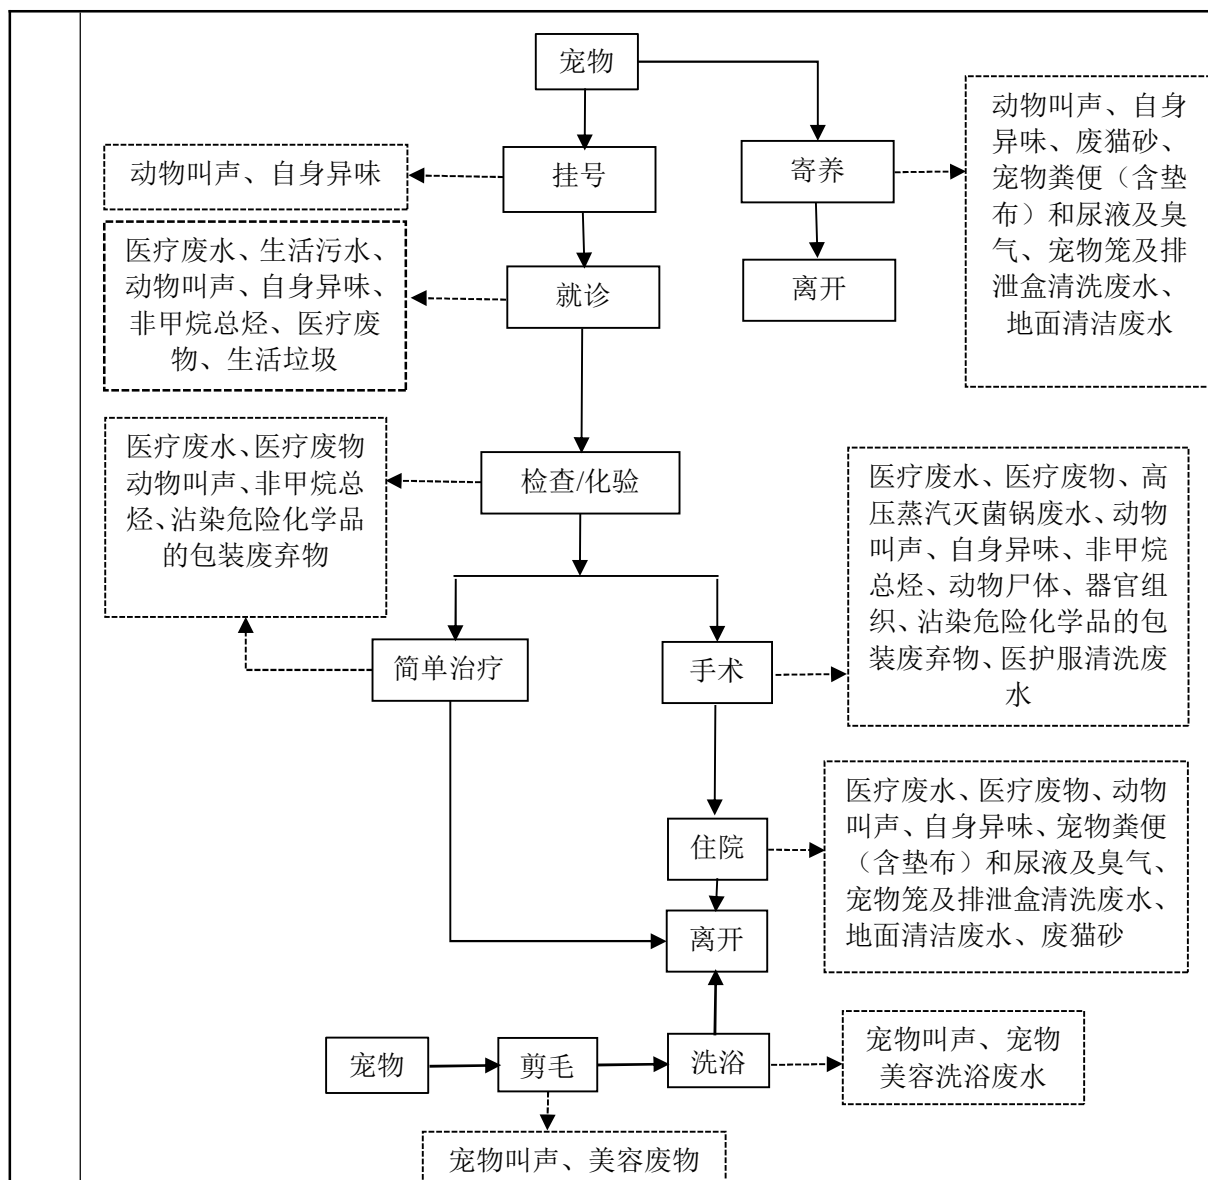 宠物
动物叫声、自身异味
挂号
寄养
动物叫声、自身
异味、废猫砂、
宠物粪便（含垫
布）和尿液及臭
气、宠物笼及排
泄盒清洗废水、
地面清洁废水
医疗废水、生活污水、
动物叫声、自身异味、
非甲烷总烃、医疗废
物、生活垃圾
就诊
离开
医疗废水、医疗废物
动物叫声、非甲烷总
烃、沾染危险化学品
的包装废弃物
检查/化验
医疗废水、医疗废物、高
压蒸汽灭菌锅废水、动物
叫声、自身异味、非甲烷
总烃、动物尸体、器官组
织、沾染危险化学品的包
装废弃物、医护服清洗废
水
简单治疗
手术
住院
医疗废水、医疗废物、动物
叫声、自身异味、宠物粪便
（含垫布）和尿液及臭气、
宠物笼及排泄盒清洗废水、
地面清洁废水、废猫砂
离开
宠物
剪毛
洗浴
宠物叫声、宠物
美容洗浴废水
宠物叫声、美容废物